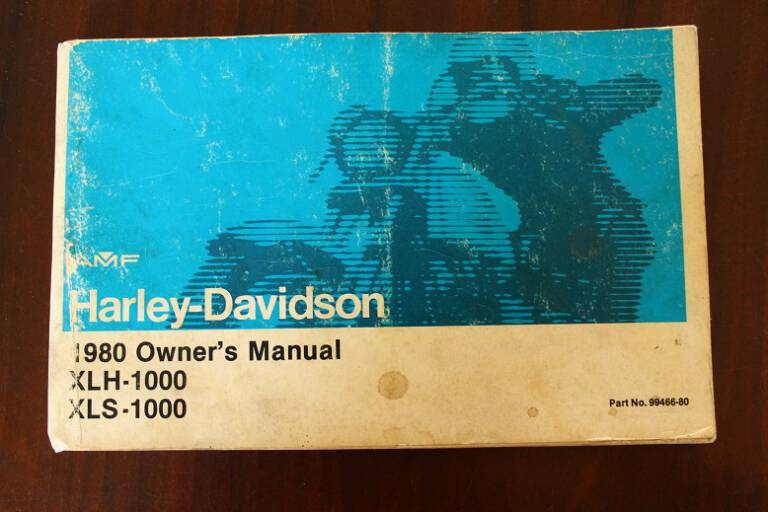 AMF
Harley-Davidson
1980 Owner's Manual
XLH-1000
XLS-1000
Part No. 99466-80